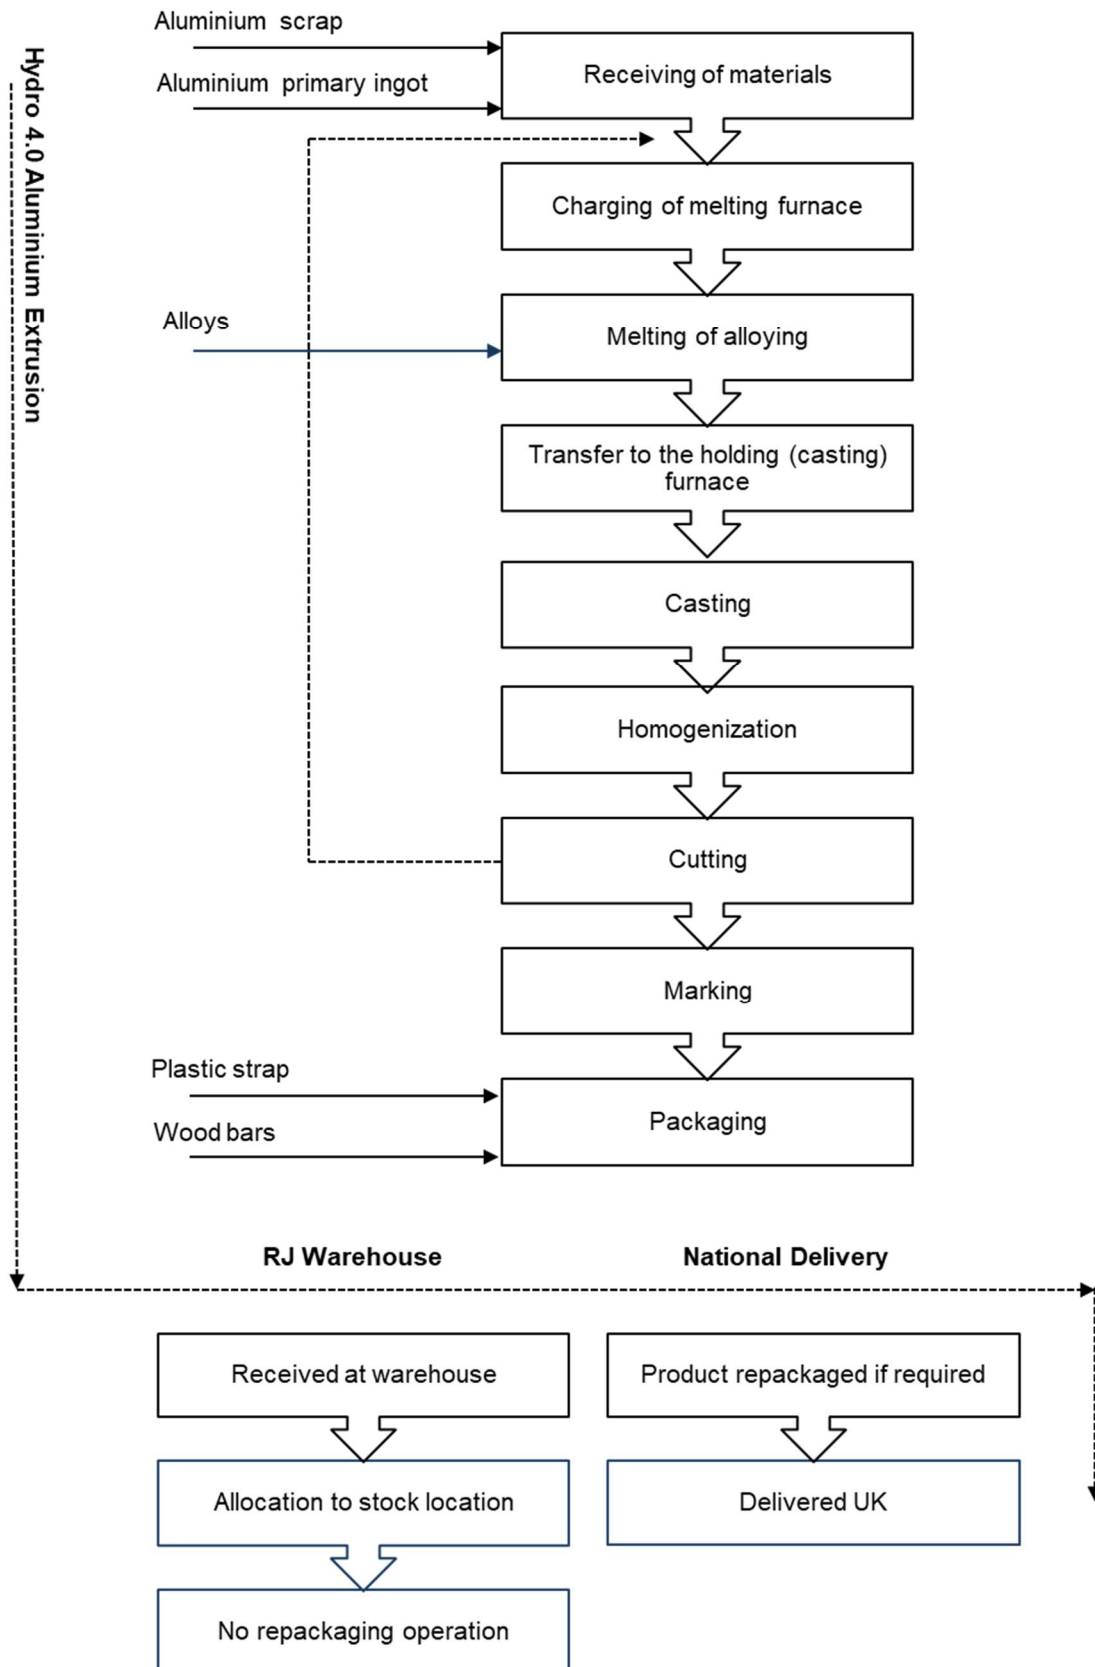 Hydro 4.0 Aluminium Extrusion
Aluminium scrap
Aluminium primary ingot
Receiving of materials
Charging of melting furnace
Alloys
Melting of alloying
Transfer to the holding (casting)
furnace
Casting
Homogenization
Cutting
Marking
Plastic strap
Wood bars
Packaging
RJ Warehouse
National Delivery
Received at warehouse
Product repackaged if required
Allocation to stock location
Delivered UK
No repackaging operation